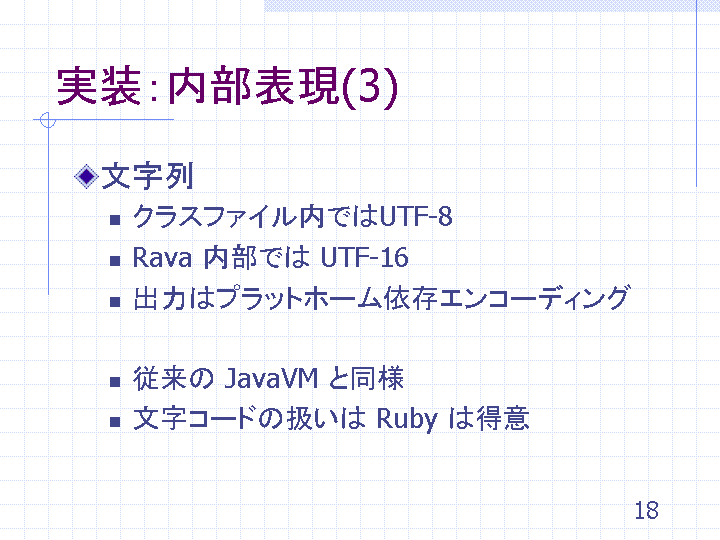 実装：内部表現(3)
文字列
クラスファイル内ではUTF-8
Rava 内部では UTF-16
出力はプラットホーム依存エンコーディング
従来の JavaVM と同様
文字コードの扱いは Ruby は得意
18